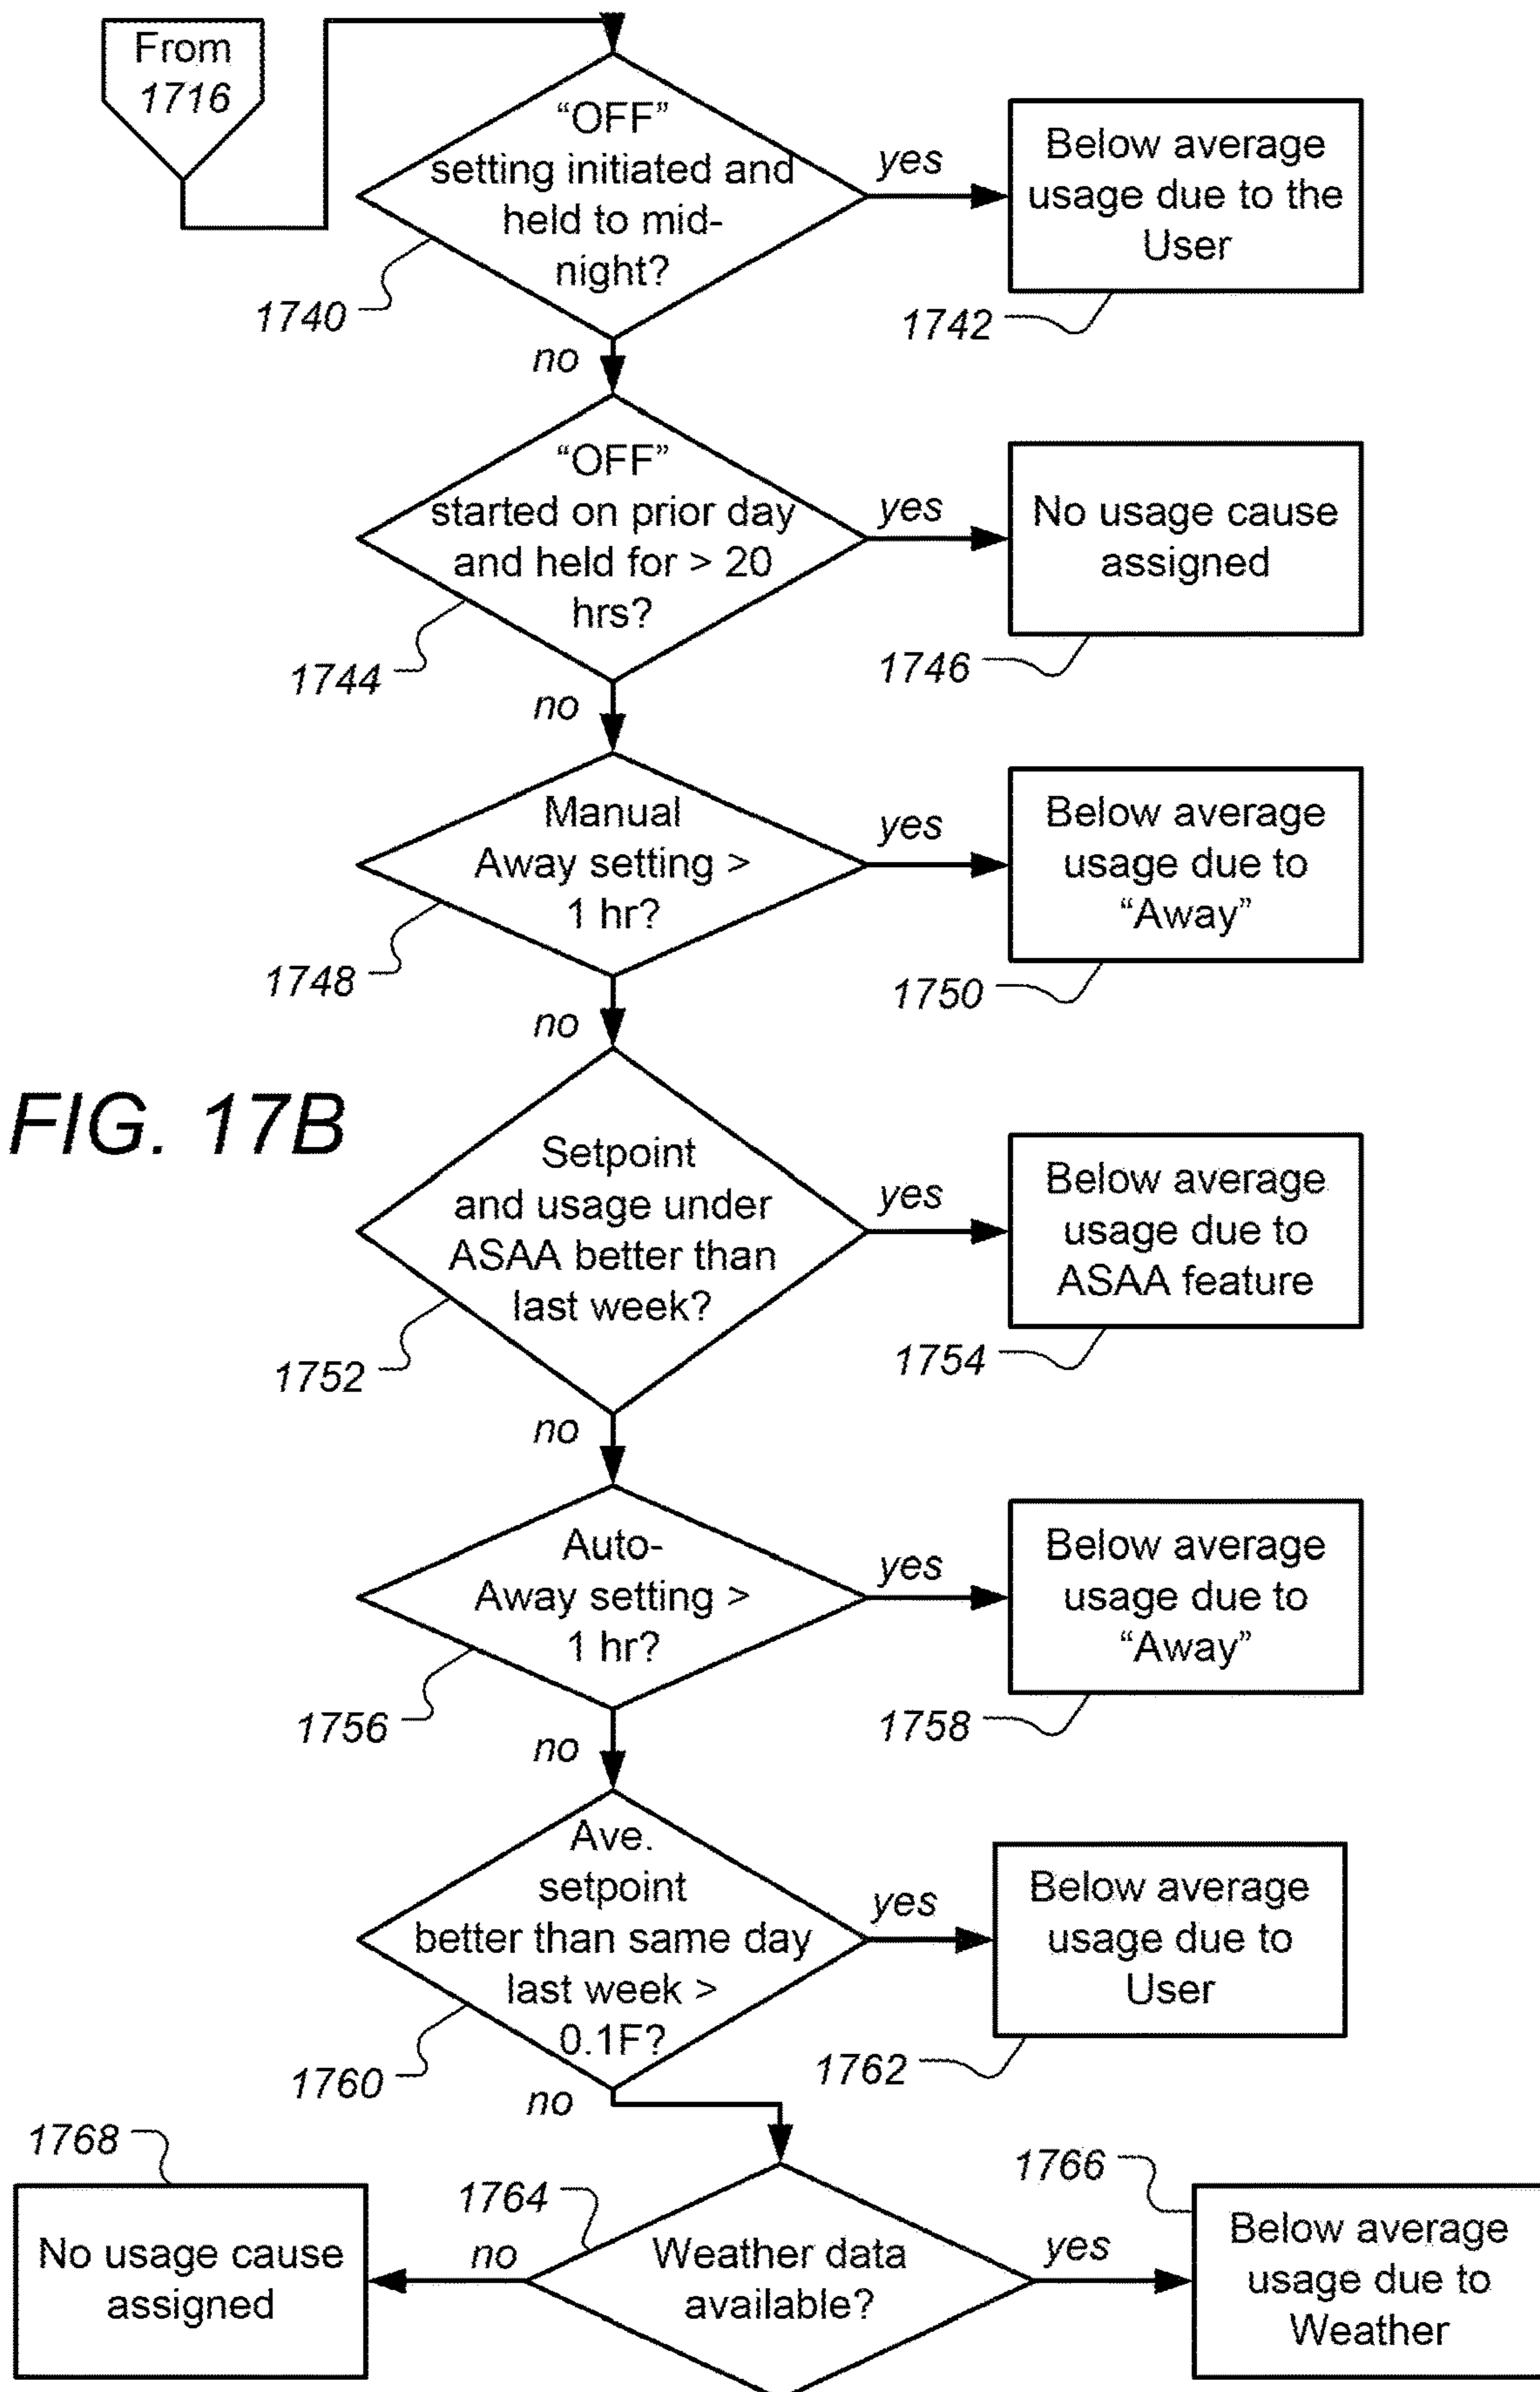 From
1716
“OFF”
setting initiated and
held to mid-
night?
1740
yes
Below average
usage due to the
User
1742
no
“OFF”
started on prior day
and held for > 20
hrs?
1744
yes
No usage cause
assigned
1746
no
Manual
Away setting >
1 hr?
1748
yes
Below average
usage due to
“Away”
1750
no
FIG. 17B
Setpoint
and usage under
ASAA better than
last week?
1752
yes
Below average
usage due to
ASAA feature
1754
no
Auto-
Away setting >
1 hr?
1756
yes
Below average
usage due to
“Away”
1758
no
Ave.
setpoint
better than same day
last week >
0.1F?
1760
yes
Below average
usage due to
User
1762
no
1768
No usage cause
assigned
no
1764
Weather data
available?
yes
1766
Below average
usage due to
Weather